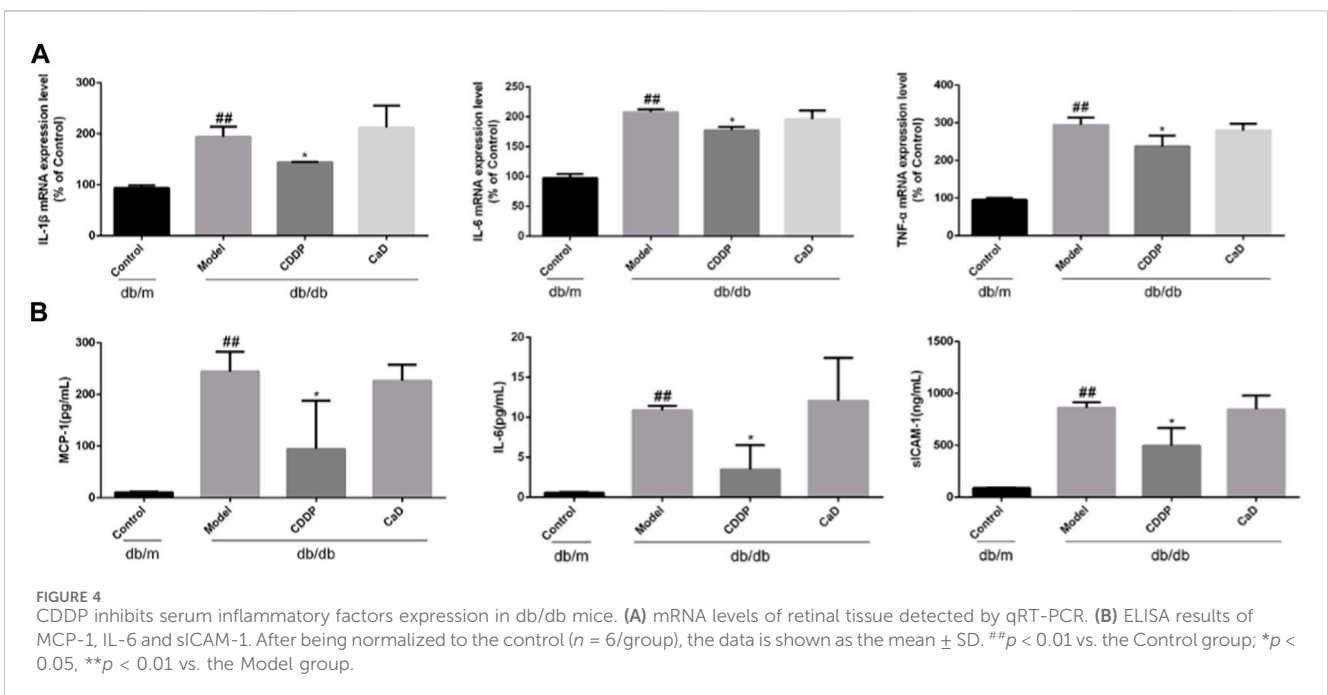 A
IL-1β mRNA expression level
(% of Control)
300
200
100
0
##
*
Control
Model
CDDP
CaD
db/m
db/db
IL-6 mRNA expression level
(% of Control)
250
200
150
100
50
0
##
*
Control
Model
CDDP
CaD
db/m
db/db
TNF-α mRNA expression level
(% of Control)
400
300
200
100
0
##
*
Control
Model
CDDP
CaD
db/m
db/db
B
MCP-1(pg/mL)
300
200
100
0
##
*
Control
Model
CDDP
CaD
db/m
db/db
IL-6(pg/mL)
20
15
10
5
0
##
*
Control
Model
CDDP
CaD
db/m
db/db
sICAM-1(ng/mL)
1500
1000
500
0
##
*
Control
Model
CDDP
CaD
db/m
db/db
FIGURE 4
CDDP inhibits serum inflammatory factors expression in db/db mice. (A) mRNA levels of retinal tissue detected by qRT-PCR. (B) ELISA results of
MCP-1, IL-6 and sICAM-1. After being normalized to the control (n = 6/group), the data is shown as the mean ± SD. ##p < 0.01 vs. the Control group; *p <
0.05, **p < 0.01 vs. the Model group.